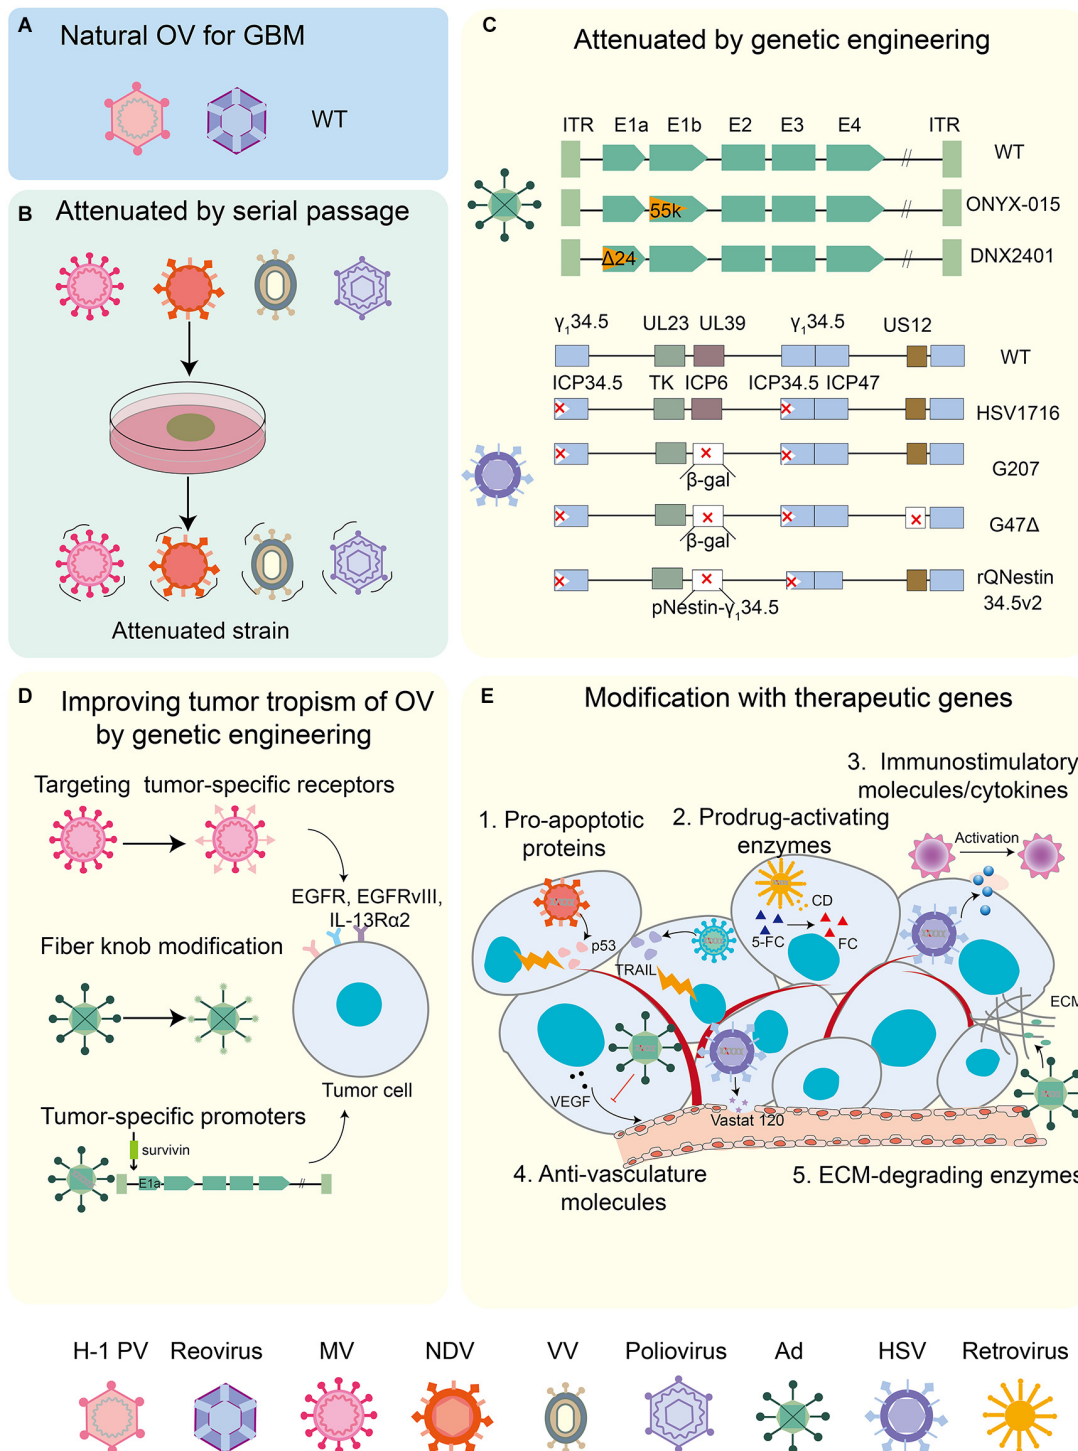 A
Natural OV for GBM
WT
B
Attenuated by serial passage
Attenuated strain
C
Attenuated by genetic engineering
ITR E1a E1b E2 E3 E4 ITR
WT
55k
ONYX-015
Δ24
DNX2401
γ₁34.5 UL23 UL39 γ₁34.5 US12
WT
ICP34.5 TK ICP6 ICP34.5 ICP47
HSV1716
G207
β-gal
G47Δ
β-gal
rQNestin
34.5v2
pNestin-γ₁34.5
D
Improving tumor tropism of OV
by genetic engineering
Targeting tumor-specific receptors
EGFR, EGFRvIII,
IL-13Rα2
Fiber knob modification
Tumor cell
Tumor-specific promoters
survivin
E1a
E
Modification with therapeutic genes
3. Immunostimulatory
molecules/cytokines
1. Pro-apoptotic
proteins
2. Prodrug-activating
enzymes
Activation
CD
5-FC
FC
p53
TRAIL
ECM
VEGF
Vastat 120
4. Anti-vasculature
molecules
5. ECM-degrading enzymes
H-1 PV Reovirus MV NDV VV Poliovirus Ad HSV Retrovirus